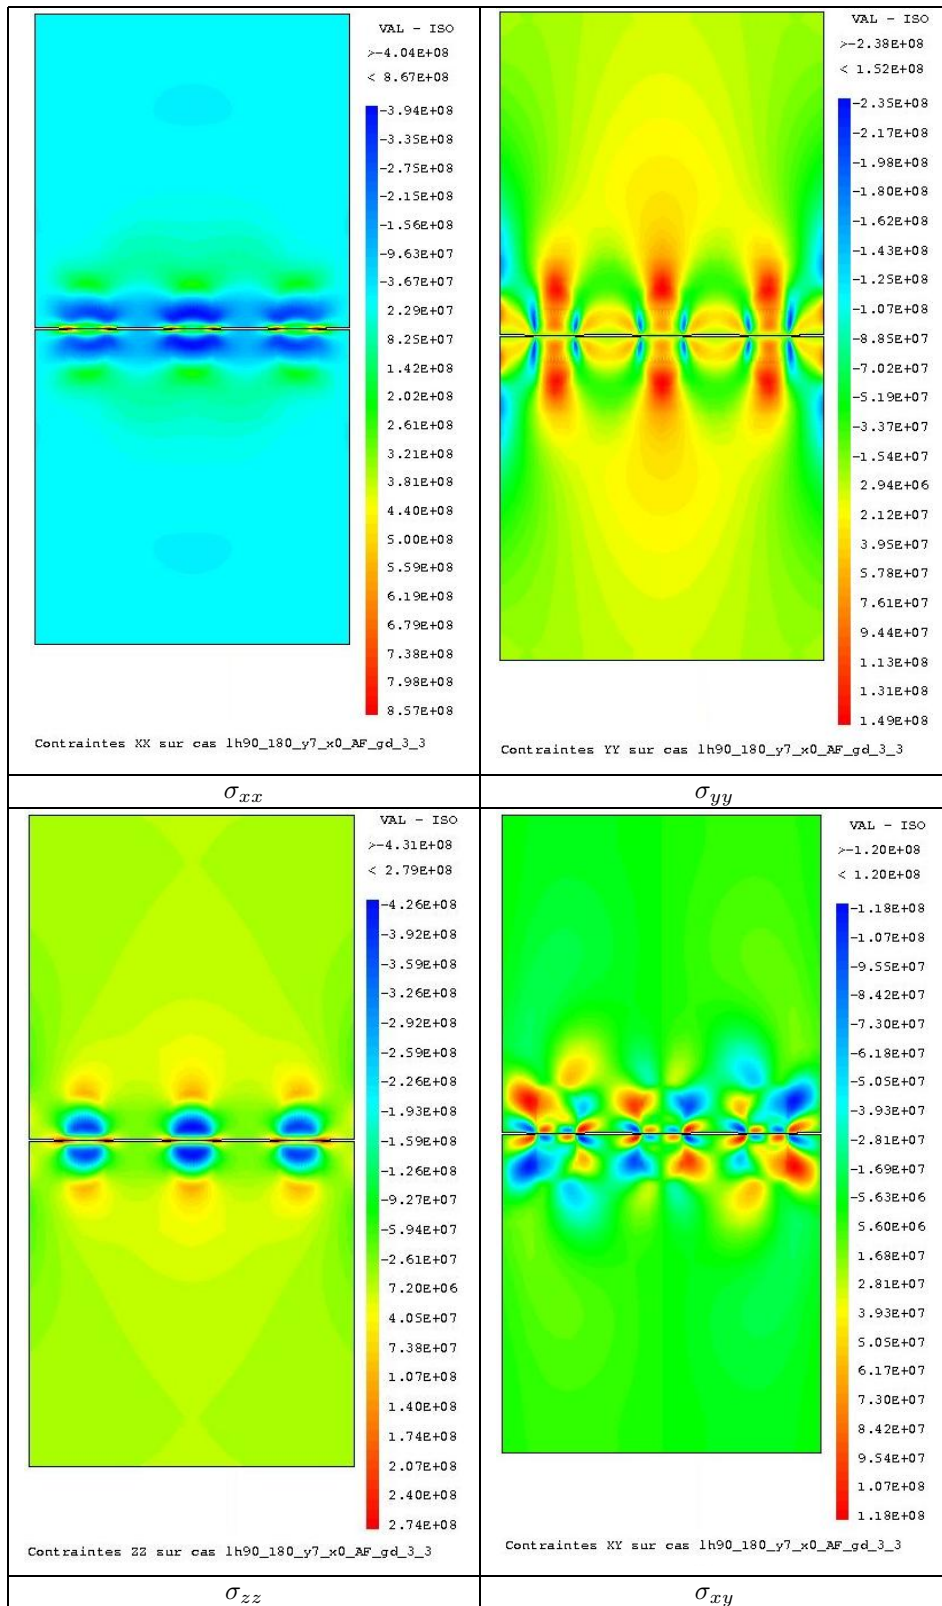 VAL - ISO
>-4.04E+08
< 8.67E+08
-3.94E+08
-3.35E+08
-2.75E+08
-2.15E+08
-1.56E+08
-9.63E+07
-3.67E+07
2.29E+07
8.25E+07
1.42E+08
2.02E+08
2.61E+08
3.21E+08
3.81E+08
4.40E+08
5.00E+08
5.59E+08
6.19E+08
6.79E+08
7.38E+08
7.98E+08
8.57E+08
Contraintes XX sur cas lh90_180_y7_x0_AF_gd_3_3
σxx
VAL - ISO
>-2.38E+08
< 1.52E+08
-2.35E+08
-2.17E+08
-1.98E+08
-1.80E+08
-1.62E+08
-1.43E+08
-1.25E+08
-1.07E+08
-8.85E+07
-7.02E+07
-5.19E+07
-3.37E+07
-1.54E+07
2.94E+06
2.12E+07
3.95E+07
5.78E+07
7.61E+07
9.44E+07
1.13E+08
1.31E+08
1.49E+08
Contraintes YY sur cas lh90_180_y7_x0_AF_gd_3_3
σyy
VAL - ISO
>-4.31E+08
< 2.79E+08
-4.26E+08
-3.92E+08
-3.59E+08
-3.26E+08
-2.92E+08
-2.59E+08
-2.26E+08
-1.93E+08
-1.59E+08
-1.26E+08
-9.27E+07
-5.94E+07
-2.61E+07
7.20E+06
4.05E+07
7.38E+07
1.07E+08
1.40E+08
1.74E+08
2.07E+08
2.40E+08
2.74E+08
Contraintes ZZ sur cas lh90_180_y7_x0_AF_gd_3_3
σzz
VAL - ISO
>-1.20E+08
< 1.20E+08
-1.18E+08
-1.07E+08
-9.55E+07
-8.42E+07
-7.30E+07
-6.18E+07
-5.05E+07
-3.93E+07
-2.81E+07
-1.69E+07
-5.63E+06
5.60E+06
1.68E+07
2.81E+07
3.93E+07
5.05E+07
6.17E+07
7.30E+07
8.42E+07
9.54E+07
1.07E+08
1.18E+08
Contraintes XY sur cas lh90_180_y7_x0_AF_gd_3_3
σxy